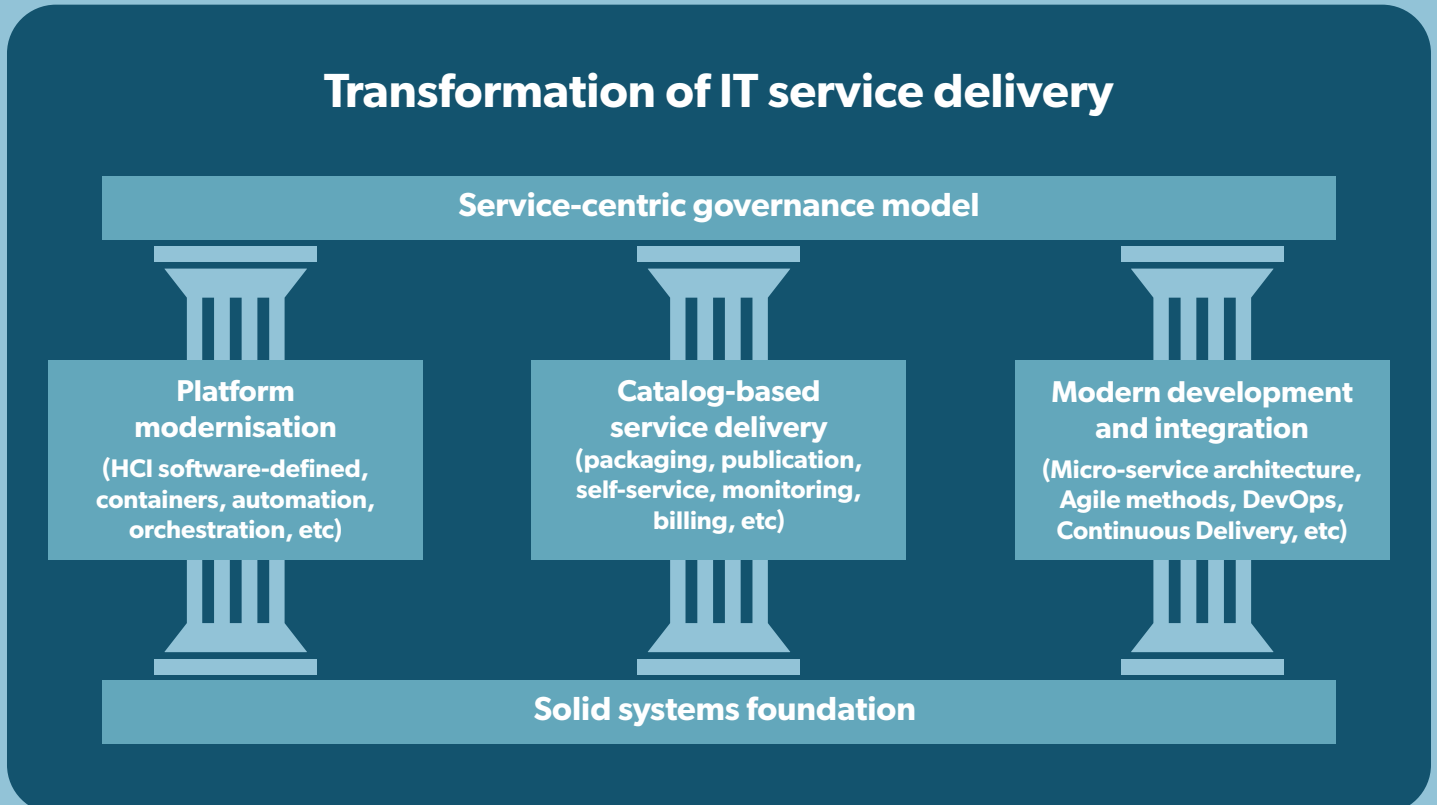 Transformation of IT service delivery
Service-centric governance model
Platform
modernisation
(HCI software-defined,
containers, automation,
orchestration, etc)
Catalog-based
service delivery
(packaging, publication,
self-service, monitoring,
billing, etc)
Modern development
and integration
(Micro-service architecture,
Agile methods, DevOps,
Continuous Delivery, etc)
Solid systems foundation